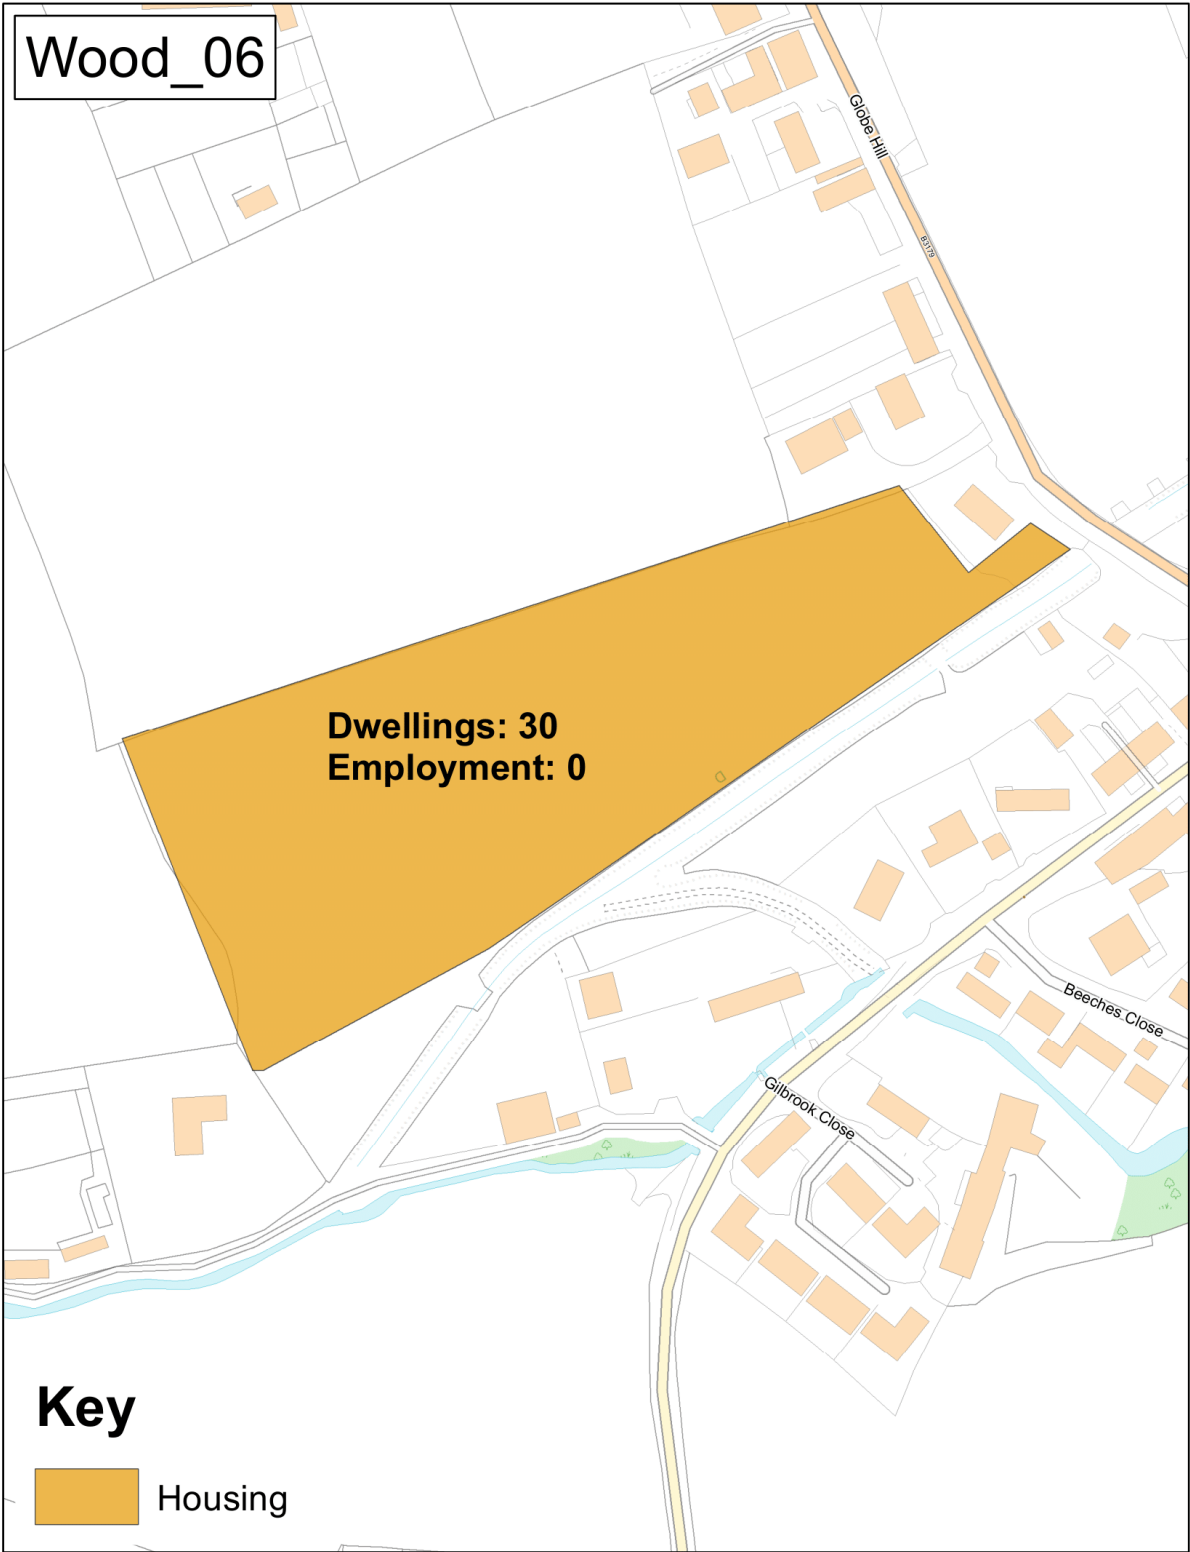 Wood_06
Globe Hill
B3179
Dwellings: 30
Employment: 0
Beeches Close
Gilbrook Close
Key
Housing